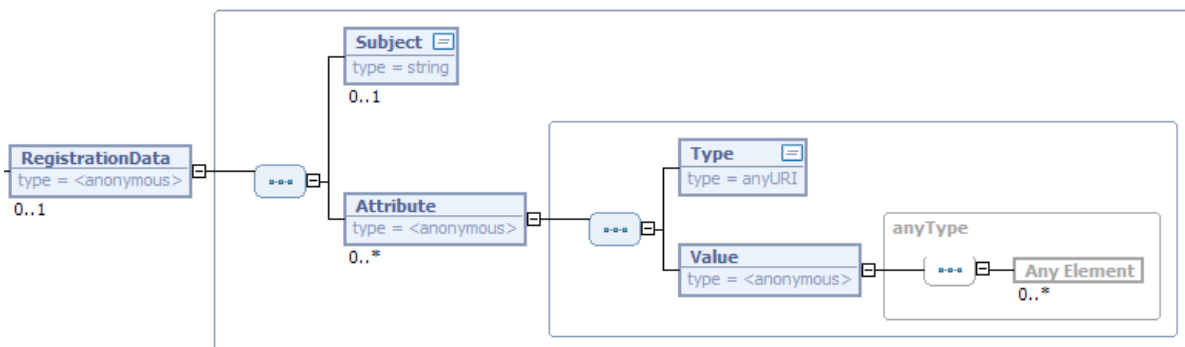 Subject
type = string
0..1
RegistrationData
type = <anonymous>
0..1
Attribute
type = <anonymous>
0..*
Type
type = anyURI
Value
type = <anonymous>
anyType
Any Element
0..*